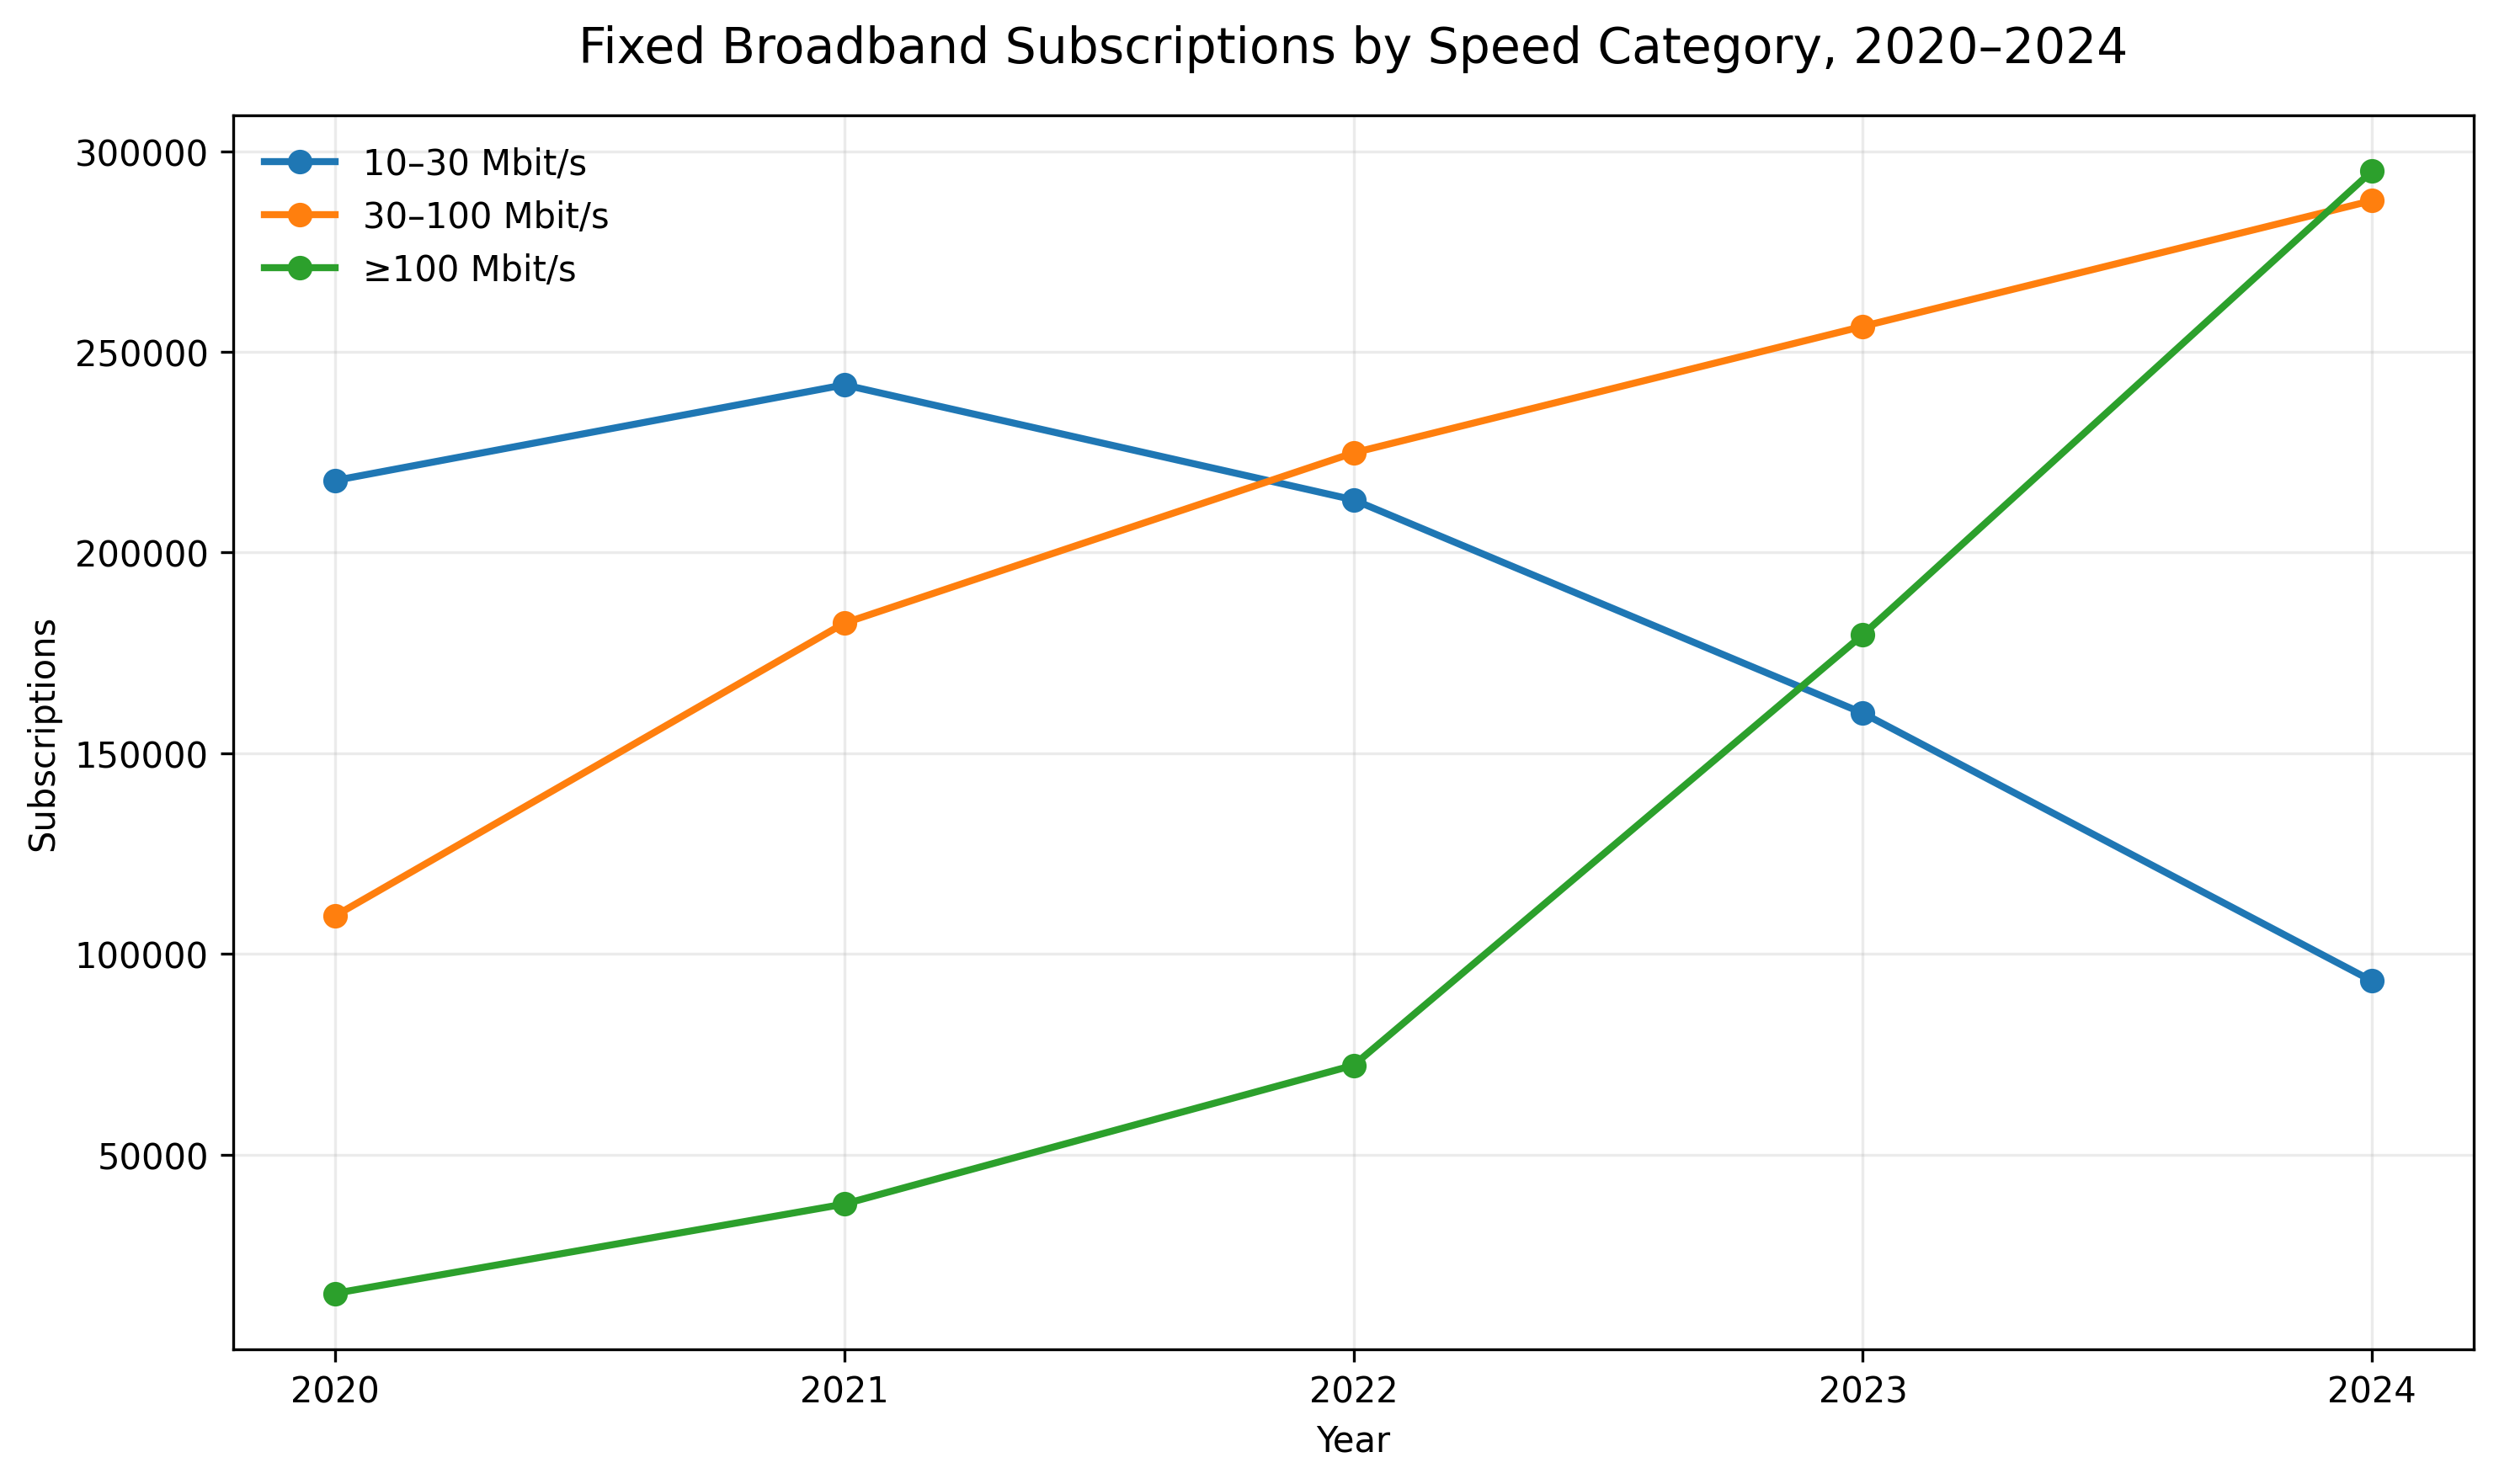 Fixed Broadband Subscriptions by Speed Category, 2020–2024
10–30 Mbit/s
30–100 Mbit/s
≥100 Mbit/s
Subscriptions
300000
250000
200000
150000
100000
50000
2020 2021 2022 2023 2024
Year